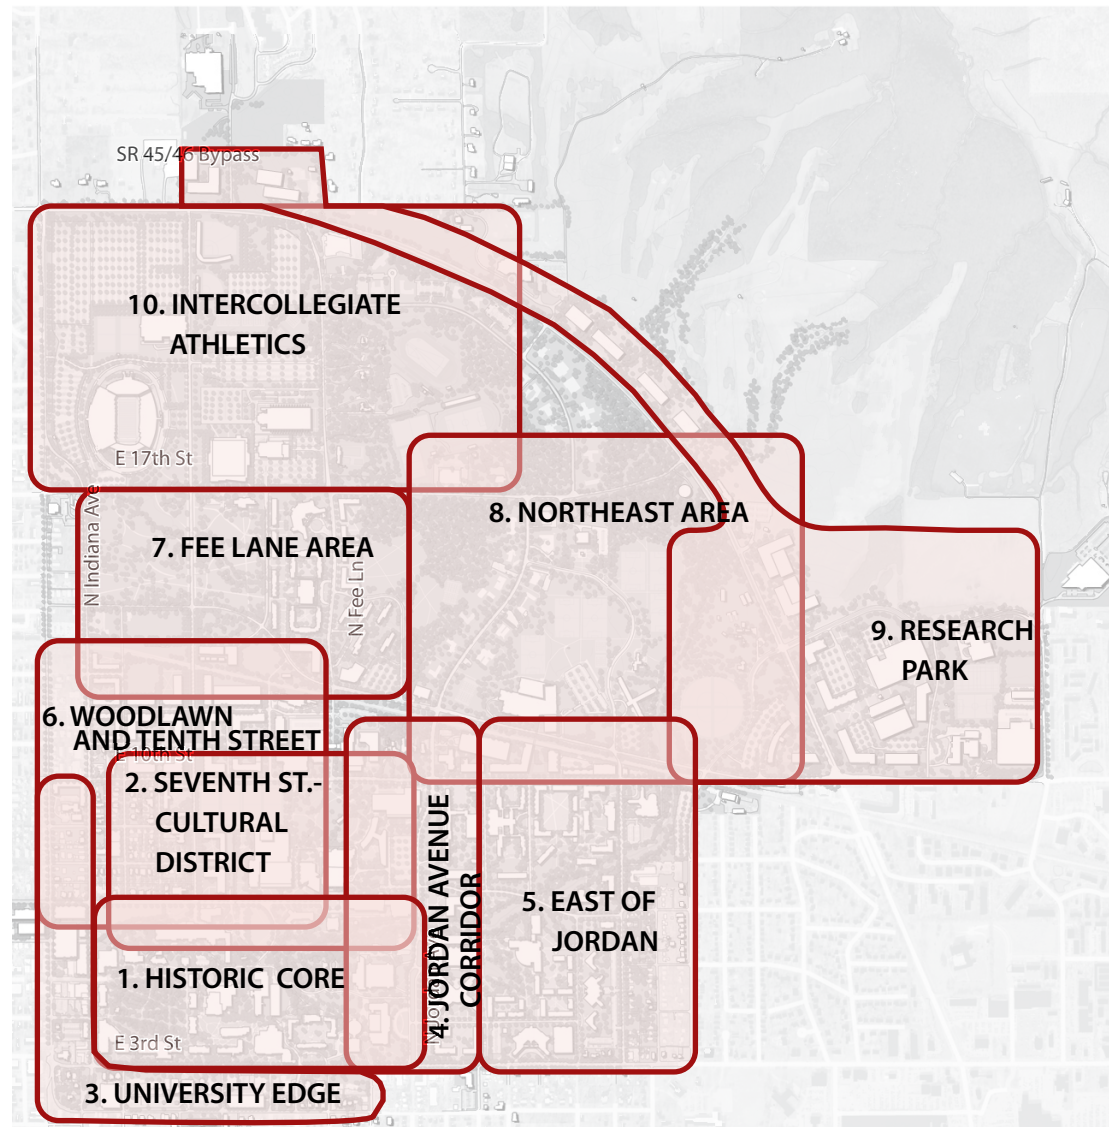 SR 45/46 Bypass
10. INTERCOLLEGIATE
ATHLETICS
E 17th St
N Indiana Ave
8. NORTHEAST AREA
7. FEE LANE AREA
N Fee Ln
9. RESEARCH
PARK
6. WOODLAWN
AND TENTH STREET
E 10th St
2. SEVENTH ST.-
CULTURAL
DISTRICT
4. JORDAN AVENUE
CORRIDOR
5. EAST OF
JORDAN
1. HISTORIC CORE
E 3rd St
3. UNIVERSITY EDGE